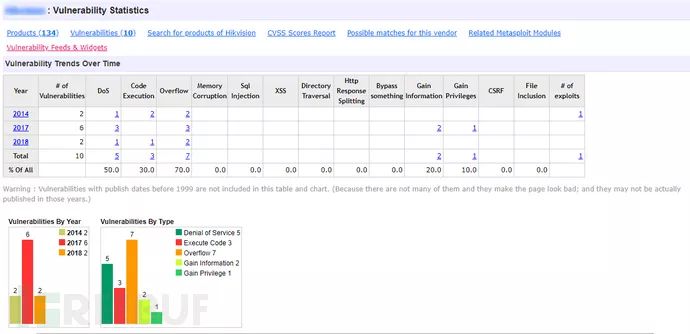 : Vulnerability Statistics
Products (134) Vulnerabilities (10) Search for products of Hikvision CVSS Scores Report Possible matches for this vendor Related Metasploit Modules
Vulnerability Feeds & Widgets
Vulnerability Trends Over Time
Year # of Vulnerabilities DoS Code Execution Overflow Memory Corruption Sql Injection XSS Directory Traversal Http Response Splitting Bypass something Gain Information Gain Privileges CSRF File Inclusion # of exploits
2014 2 1 2 2 1
2017 6 3 3 2 1
2018 2 1 1 2
Total 10 5 3 7 2 1 1
% Of All 50.0 30.0 70.0 0.0 0.0 0.0 0.0 0.0 0.0 20.0 10.0 0.0 0.0
Warning : Vulnerabilities with publish dates before 1999 are not included in this table and chart. (Because there are not many of them and they make the page look bad; and they may not be actually
published in those years.)
Vulnerabilities By Year
2014 2
2017 6
2018 2
2 6 2
Vulnerabilities By Type
Denial of Service 5
Execute Code 3
Overflow 7
Gain Information 2
Gain Privilege 1
5 3 7 2 1